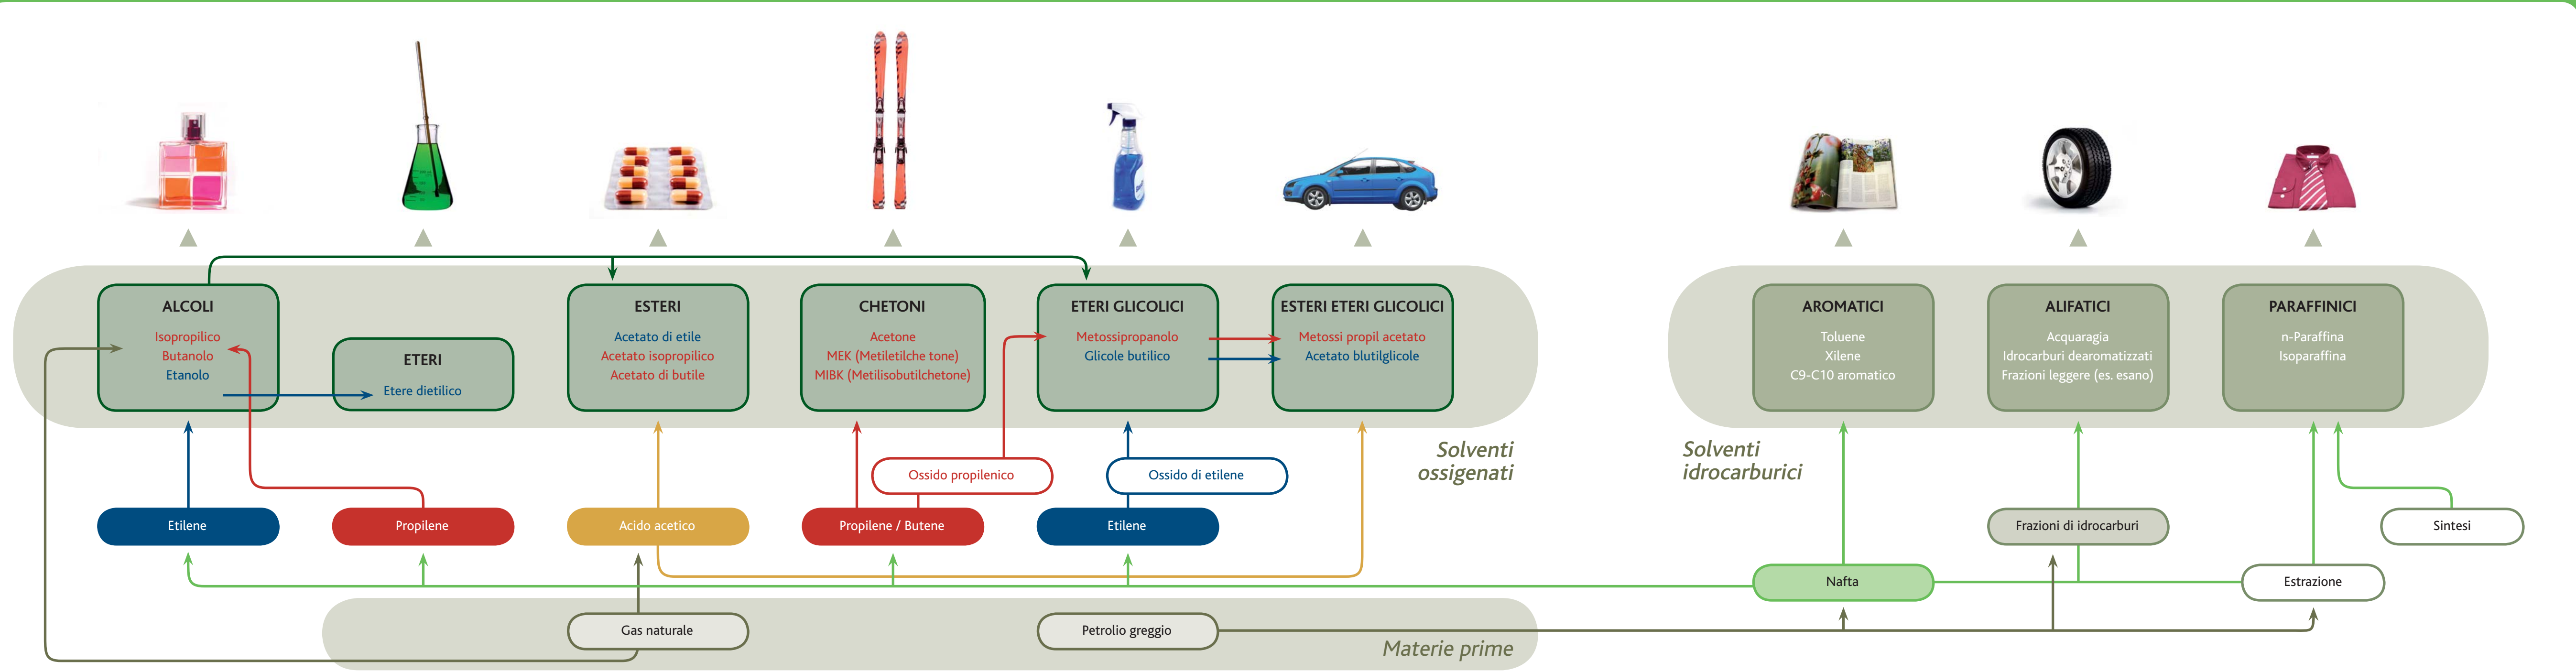 ALCOLI
Isopropilico
Butanolo
Etanolo
ETERI
Etere dietilico
ESTERI
Acetato di etile
Acetato isopropilico
Acetato di butile
CHETONI
Acetone
MEK (Metiletilche tone)
MIBK (Metilisobutilchetone)
ETERI GLICOLICI
Metossipropanolo
Glicole butilico
ESTERI ETERI GLICOLICI
Metossi propil acetato
Acetato blutilglicole
Solventi
ossigenati
AROMATICI
Toluene
Xilene
C9-C10 aromatico
ALIFATICI
Acquaragia
Idrocarburi dearomatizzati
Frazioni leggere (es. esano)
PARAFFINICI
n-Paraffina
Isoparaffina
Solventi
idrocarburici
Ossido propilenico
Ossido di etilene
Etilene
Propilene
Acido acetico
Propilene / Butene
Etilene
Frazioni di idrocarburi
Sintesi
Nafta
Estrazione
Gas naturale
Petrolio greggio
Materie prime